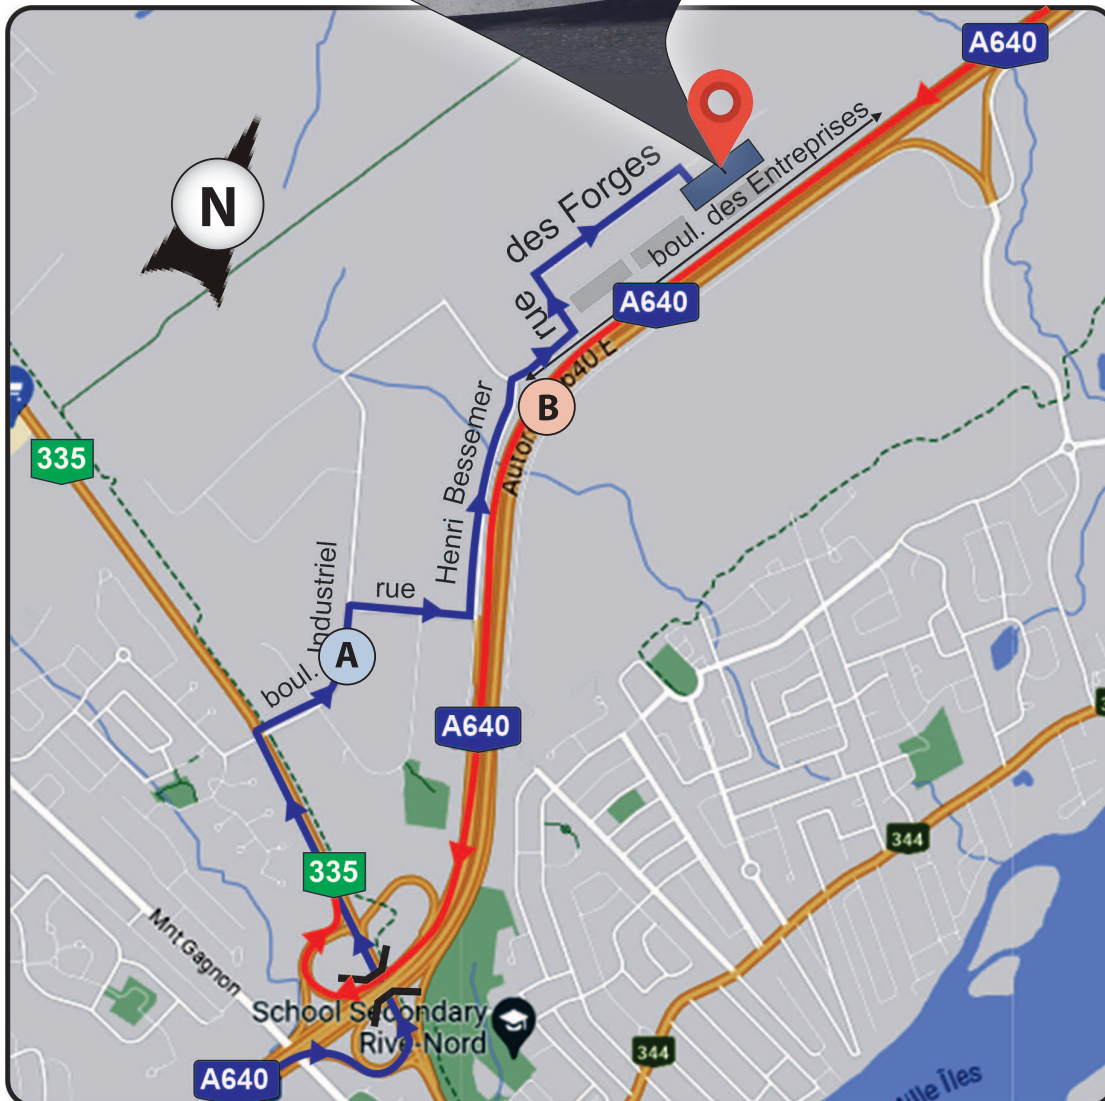 A640
N
des Forges
boul. des Entreprises
rue
A640
B
335
Henri Bessemer
boul. Industriel
rue
A
A640
335
Mnt Gagnon
School Secondary
Rive-Nord
344
344
A640
Mille Îles